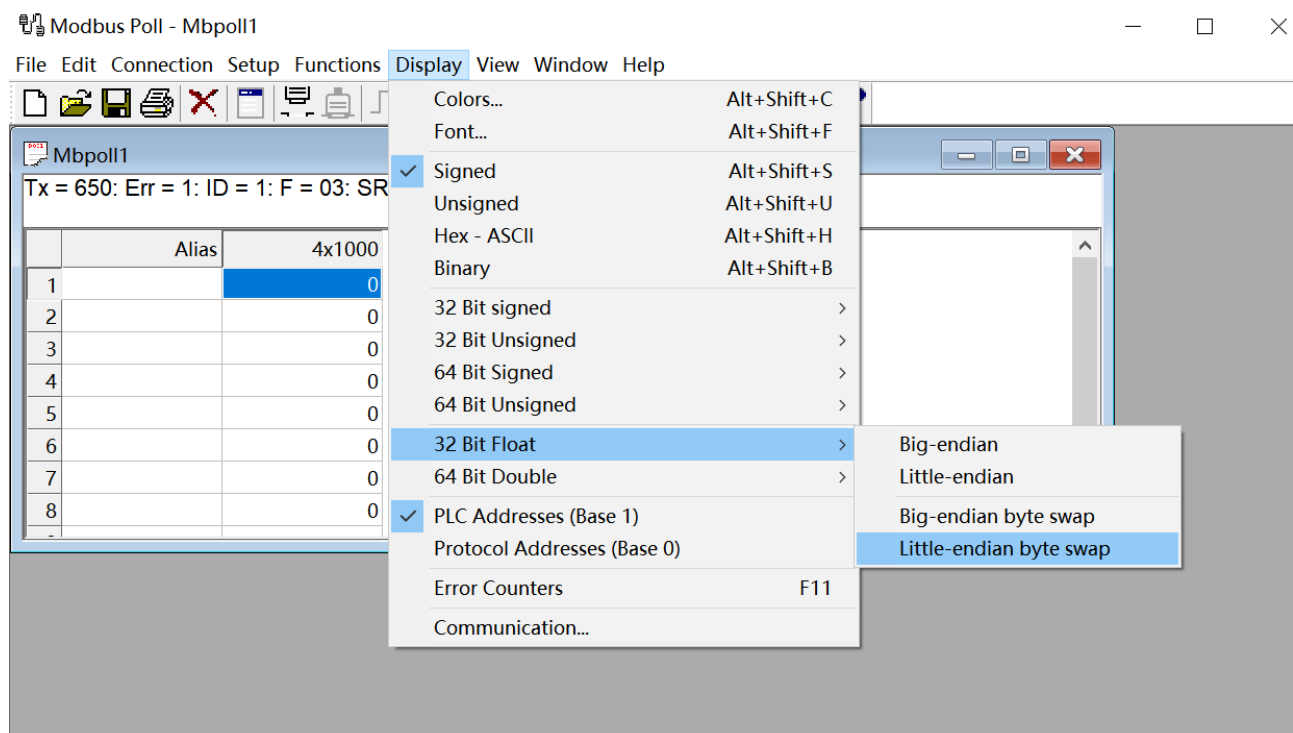 Modbus Poll - Mbpoll1
File Edit Connection Setup Functions Display View Window Help
Colors... Alt+Shift+C
Font... Alt+Shift+F
Mbpoll1
Signed Alt+Shift+S
Tx = 650: Err = 1: ID = 1: F = 03: SR
Unsigned Alt+Shift+U
Hex - ASCII Alt+Shift+H
Alias 4x1000
Binary Alt+Shift+B
1 0
32 Bit signed
2 0
32 Bit Unsigned
3 0
64 Bit Signed
4 0
64 Bit Unsigned
5 0
32 Bit Float
6 0
Big-endian
64 Bit Double
7 0
Little-endian
PLC Addresses (Base 1)
8 0
Big-endian byte swap
Protocol Addresses (Base 0)
Little-endian byte swap
Error Counters F11
Communication...